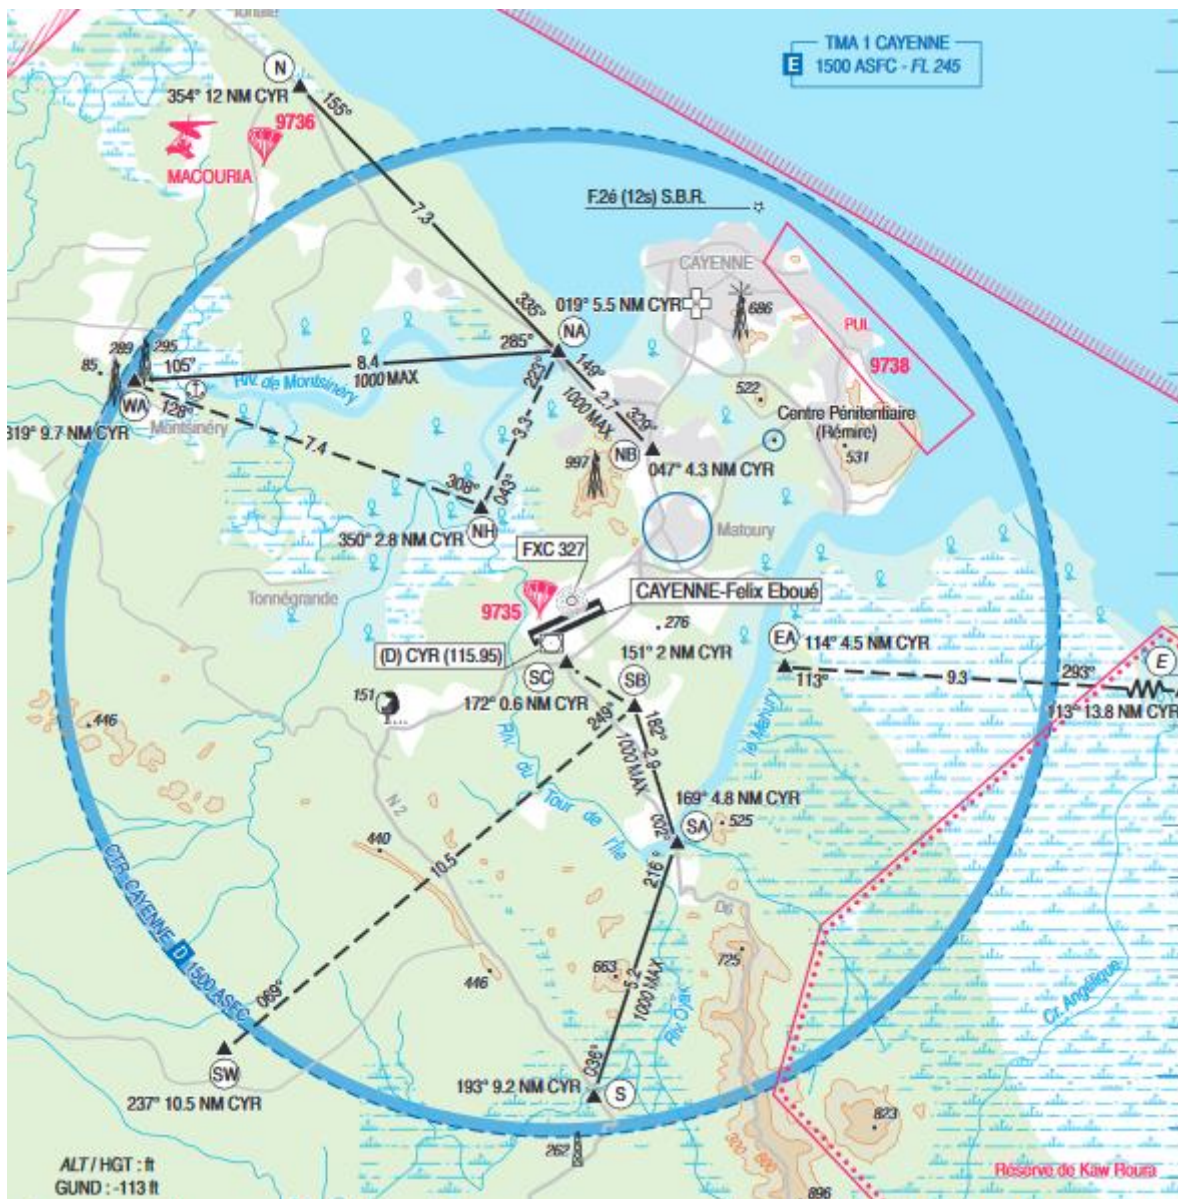 TMA 1 CAYENNE
E 1500 ASFC - FL 245
N
354° 12 NM CYR
155°
9736
MACOURIA
7.3
F.2é (12s) S.B.R.
CAYENNE
335°
019° 5.5 NM CYR
686
NA
285°
PUL
9738
289
295
85
105°
8.4
1000 MAX
223°
149°
2.7
1000 MAX
329°
522
Riv. de Montsinéry
WA
128°
Montsinéry
Centre Pénitentiaire
(Rémire)
319° 9.7 NM CYR
7.4
3.3
NB
047° 4.3 NM CYR
531
997
308°
043°
NH
350° 2.8 NM CYR
Matoury
FXC 327
Tonnégrande
9735
CAYENNE-Felix Eboué
276
(D) CYR (115.95)
151° 2 NM CYR
EA
114° 4.5 NM CYR
E
SC
SB
113°
9.3
293°
113° 13.8 NM CYR
151
172° 0.6 NM CYR
249°
182°
2.9
1000 MAX
le Mahury
446
Riv. du
Tour de l'Ile
N 2
169° 4.8 NM CYR
SA
525
002°
440
10.5
216°
D6
CTR CAYENNE D 1500 ASFC
725
446
663
5.2
1000 MAX
Riv. Oyak
Cr. Angélique
069°
SW
237° 10.5 NM CYR
036°
193° 9.2 NM CYR
S
823
262
300
600
896
ALT / HGT : ft
GUND : -113 ft
Réserve de Kaw Roura